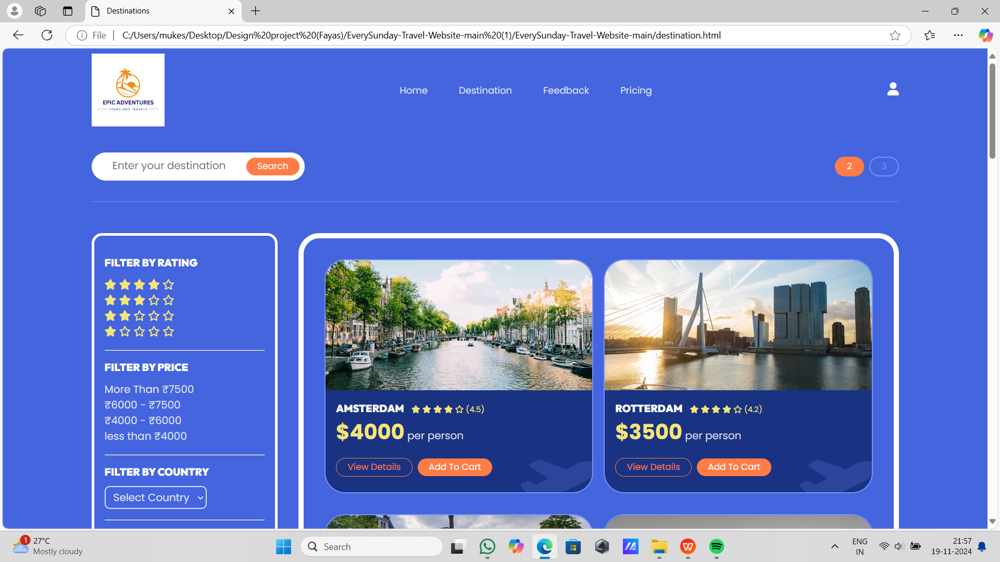 Destinations
File
C:/Users/mukes/Desktop/Design%20project%20(Fayas)/EverySunday-Travel-Website-main%20(1)/EverySunday-Travel-Website-main/destination.html
EPIC ADVENTURES
TOURS AND TRAVELS
Home Destination Feedback Pricing
Enter your destination Search
2 3
FILTER BY RATING
FILTER BY PRICE
More Than ₹7500
₹6000 - ₹7500
₹4000 - ₹6000
less than ₹4000
FILTER BY COUNTRY
Select Country
AMSTERDAM (4.5)
$4000 per person
View Details Add To Cart
ROTTERDAM (4.2)
$3500 per person
View Details Add To Cart
1
27°C
Mostly cloudy
Search
ENG
IN
21:57
19-11-2024